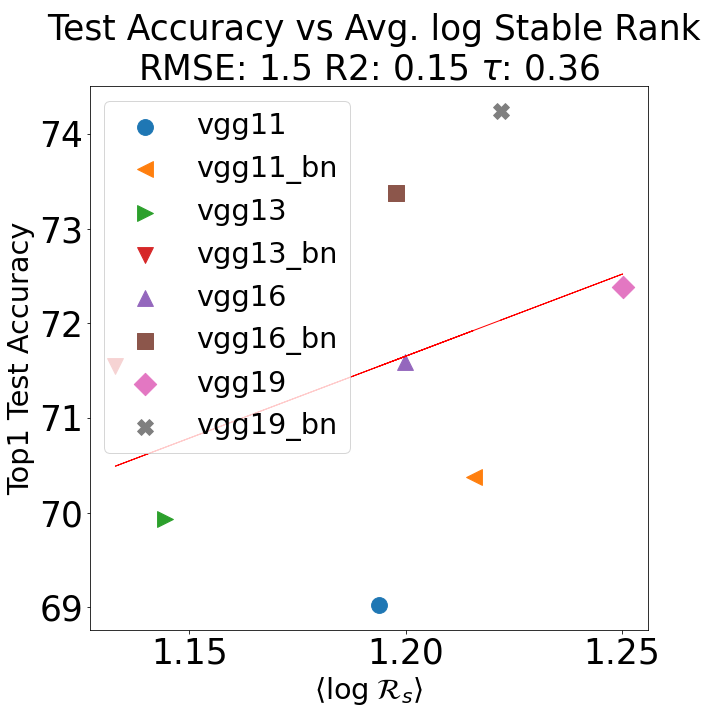 Test Accuracy vs Avg. log Stable Rank
RMSE: 1.5 R2: 0.15 τ: 0.36
74
73
72
71
70
69
Top1 Test Accuracy
vgg11
vgg11_bn
vgg13
vgg13_bn
vgg16
vgg16_bn
vgg19
vgg19_bn
1.15
1.20
1.25
⟨log ℛₛ⟩